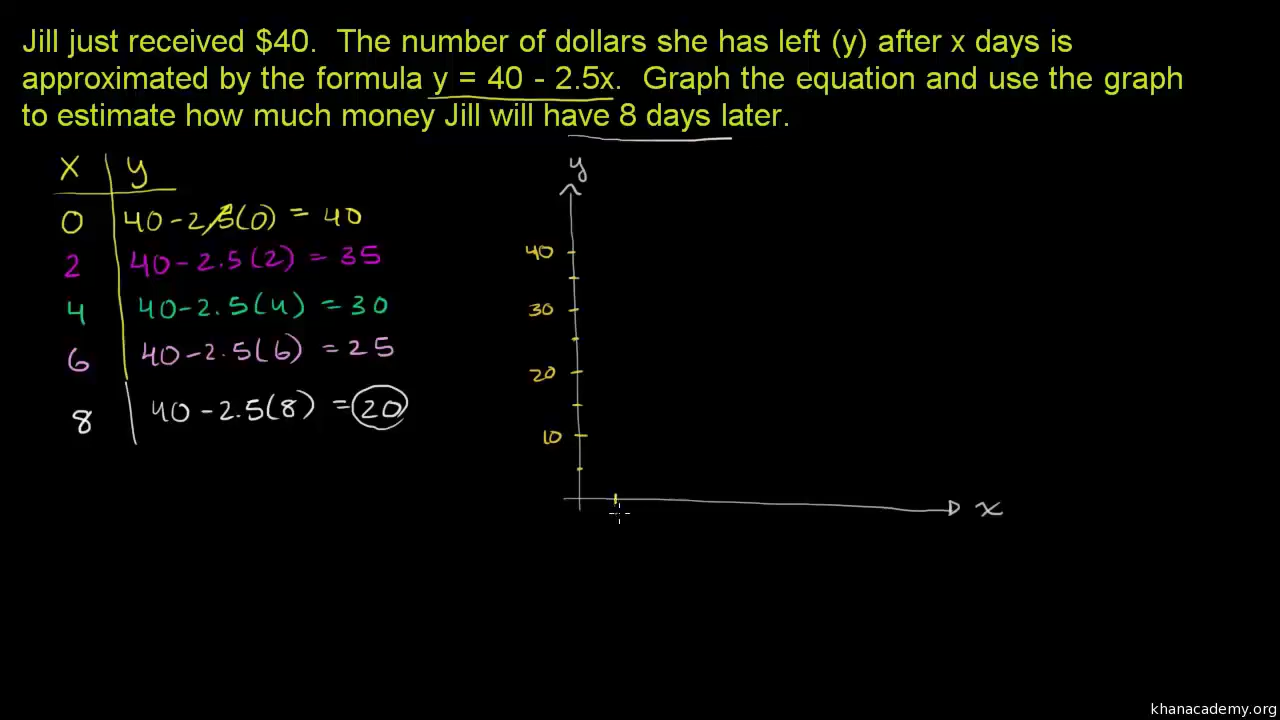 Jill just received $40.  The number of dollars she has left (y) after x days is
approximated by the formula y = 40 - 2.5x.  Graph the equation and use the graph
to estimate how much money Jill will have 8 days later.
x y
0 40-2.5(0) = 40
2 40-2.5(2) = 35
4 40-2.5(4) = 30
6 40-2.5(6) = 25
8 40-2.5(8) = 20
y
40
30
20
10
x
khanacademy.org